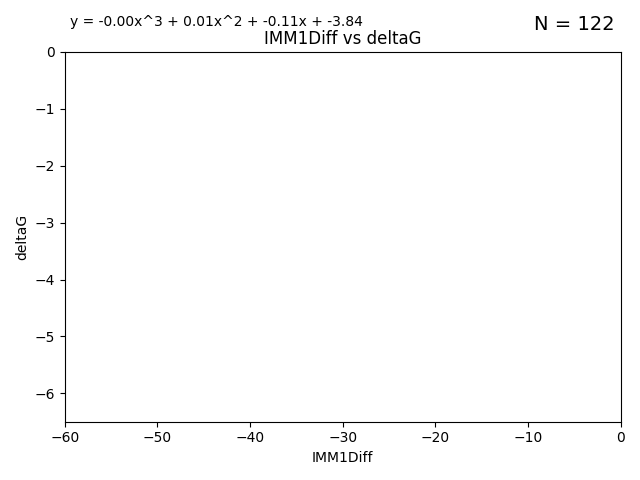 y = -0.00x^3 + 0.01x^2 + -0.11x + -3.84
N = 122
IMM1Diff vs deltaG
0
−1
−2
−3
−4
−5
−6
deltaG
−60 −50 −40 −30 −20 −10 0
IMM1Diff